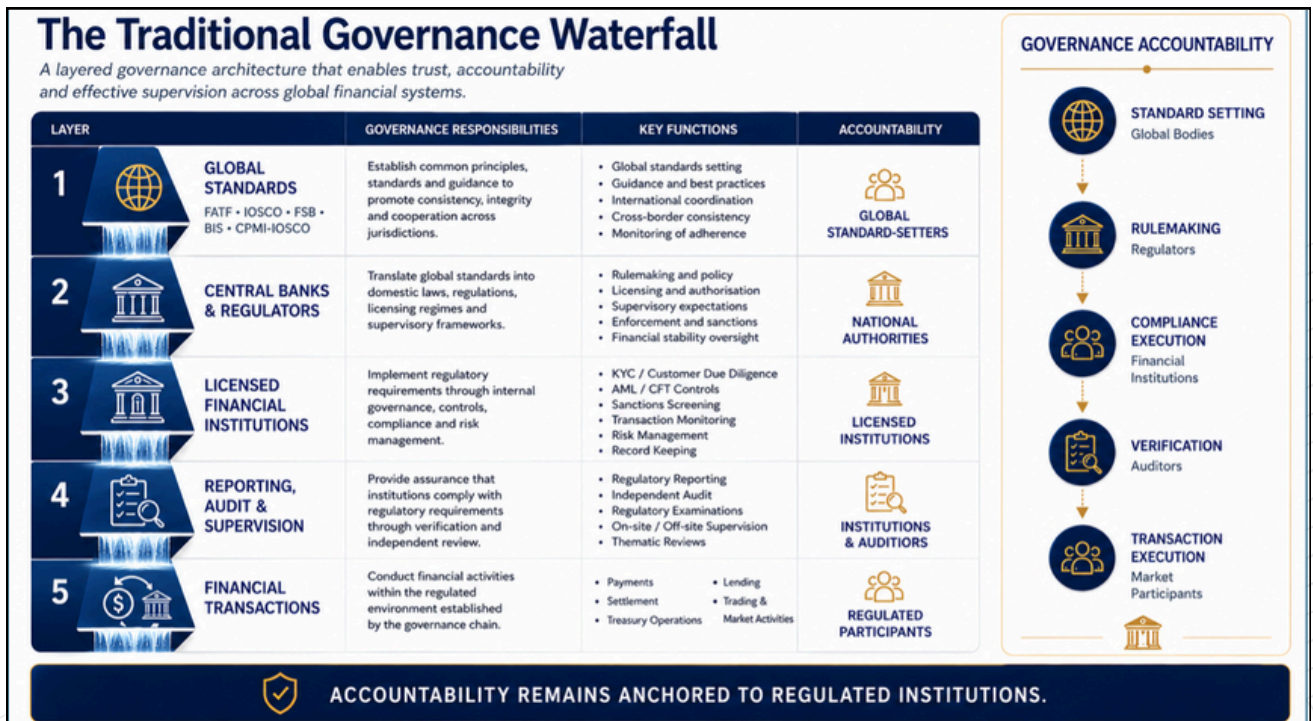 The Traditional Governance Waterfall
A layered governance architecture that enables trust, accountability
and effective supervision across global financial systems.
LAYER
GOVERNANCE RESPONSIBILITIES
KEY FUNCTIONS
ACCOUNTABILITY
1
GLOBAL
STANDARDS
FATF • IOSCO • FSB •
BIS • CPMI-IOSCO
Establish common principles,
standards and guidance to
promote consistency, integrity
and cooperation across
jurisdictions.
• Global standards setting
• Guidance and best practices
• International coordination
• Cross-border consistency
• Monitoring of adherence
GLOBAL
STANDARD-SETTERS
2
CENTRAL BANKS
& REGULATORS
Translate global standards into
domestic laws, regulations,
licensing regimes and
supervisory frameworks.
• Rulemaking and policy
• Licensing and authorisation
• Supervisory expectations
• Enforcement and sanctions
• Financial stability oversight
NATIONAL
AUTHORITIES
3
LICENSED
FINANCIAL
INSTITUTIONS
Implement regulatory
requirements through internal
governance, controls,
compliance and risk
management.
• KYC / Customer Due Diligence
• AML / CFT Controls
• Sanctions Screening
• Transaction Monitoring
• Risk Management
• Record Keeping
LICENSED
INSTITUTIONS
4
REPORTING,
AUDIT &
SUPERVISION
Provide assurance that
institutions comply with
regulatory requirements
through verification and
independent review.
• Regulatory Reporting
• Independent Audit
• Regulatory Examinations
• On-site / Off-site Supervision
• Thematic Reviews
INSTITUTIONS
& AUDITIORS
5
$
FINANCIAL
TRANSACTIONS
Conduct financial activities
within the regulated
environment established
by the governance chain.
• Payments
• Settlement
• Treasury Operations
• Lending
• Trading &
Market Activities
REGULATED
PARTICIPANTS
GOVERNANCE ACCOUNTABILITY
STANDARD SETTING
Global Bodies
RULEMAKING
Regulators
COMPLIANCE
EXECUTION
Financial
Institutions
VERIFICATION
Auditors
TRANSACTION
EXECUTION
Market
Participants
ACCOUNTABILITY REMAINS ANCHORED TO REGULATED INSTITUTIONS.